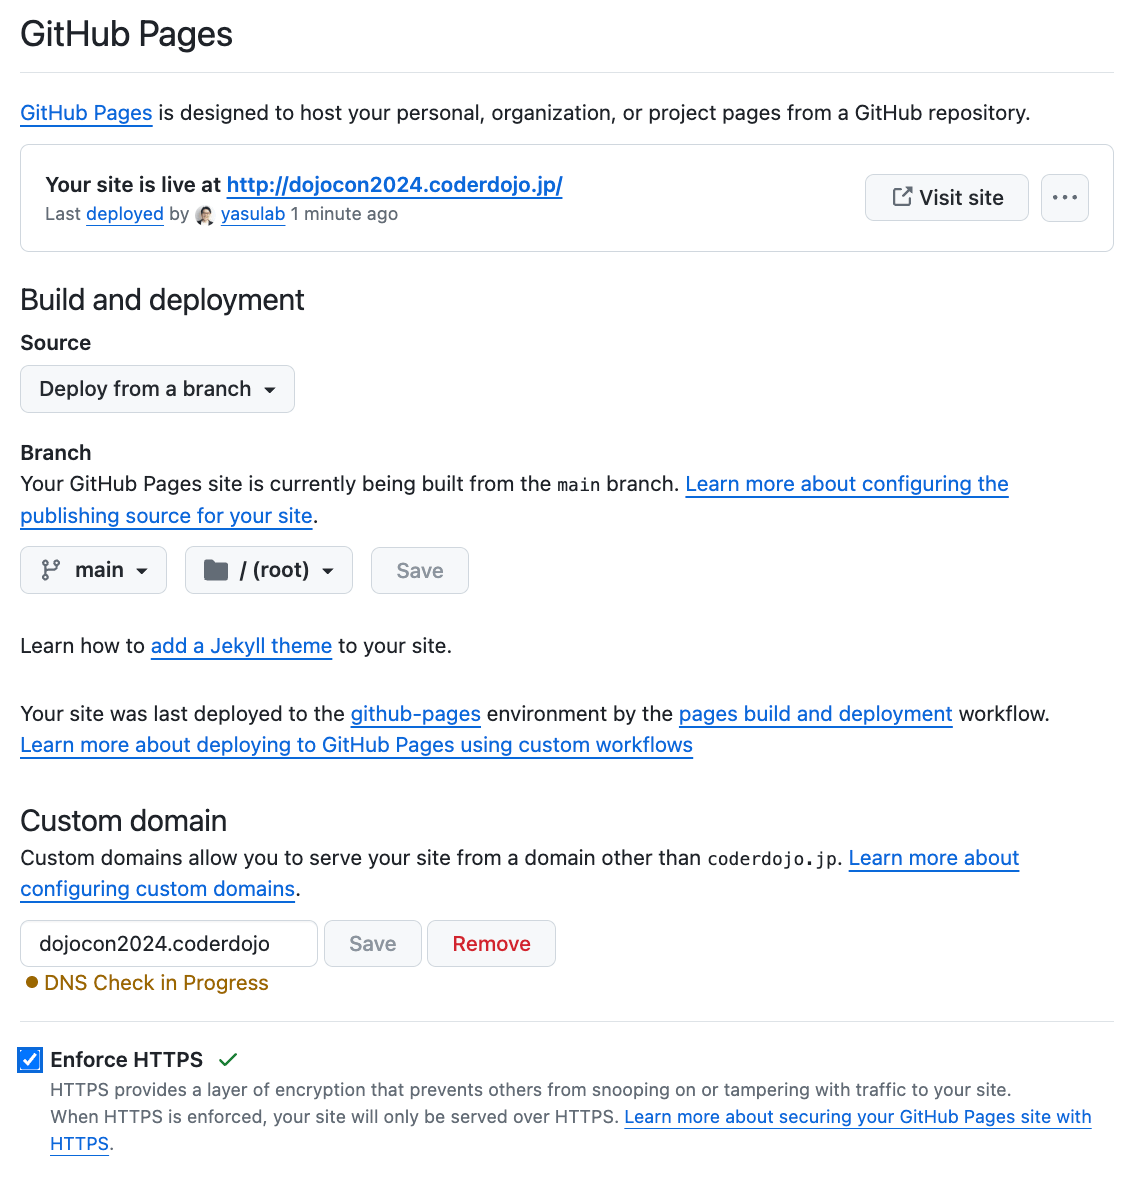 GitHub Pages
GitHub Pages is designed to host your personal, organization, or project pages from a GitHub repository.
Your site is live at http://dojocon2024.coderdojo.jp/
Last deployed by yasulab 1 minute ago
Visit site
Build and deployment
Source
Deploy from a branch
Branch
Your GitHub Pages site is currently being built from the main branch. Learn more about configuring the
publishing source for your site.
main
/ (root)
Save
Learn how to add a Jekyll theme to your site.
Your site was last deployed to the github-pages environment by the pages build and deployment workflow.
Learn more about deploying to GitHub Pages using custom workflows
Custom domain
Custom domains allow you to serve your site from a domain other than coderdojo.jp. Learn more about
configuring custom domains.
dojocon2024.coderdojo
Save
Remove
DNS Check in Progress
Enforce HTTPS
HTTPS provides a layer of encryption that prevents others from snooping on or tampering with traffic to your site.
When HTTPS is enforced, your site will only be served over HTTPS. Learn more about securing your GitHub Pages site with
HTTPS.